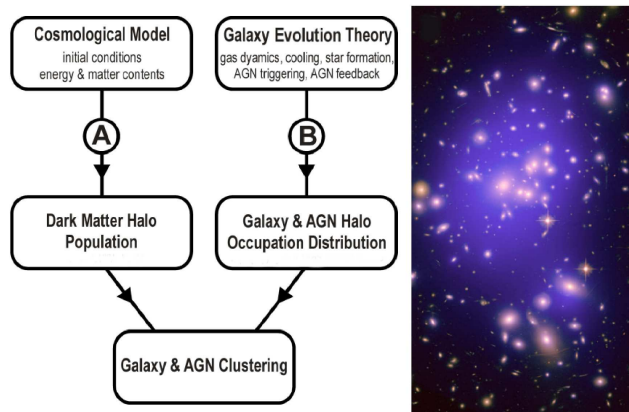 Cosmological Model
initial conditions
energy & matter contents
Galaxy Evolution Theory
gas dyamics, cooling, star formation,
AGN triggering, AGN feedback
A
B
Dark Matter Halo
Population
Galaxy & AGN Halo
Occupation Distribution
Galaxy & AGN Clustering